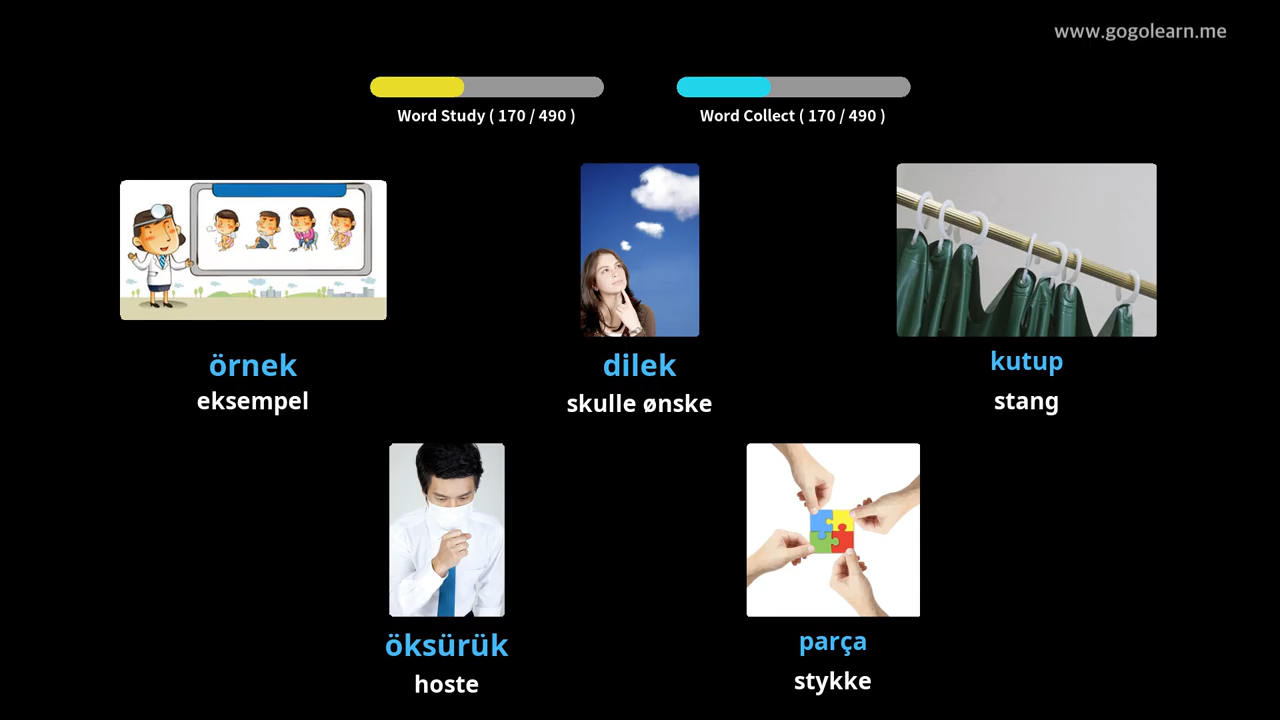 www.gogolearn.me
Word Study ( 170 / 490 )
Word Collect ( 170 / 490 )
örnek
eksempel
dilek
skulle ønske
kutup
stang
öksürük
hoste
parça
stykke